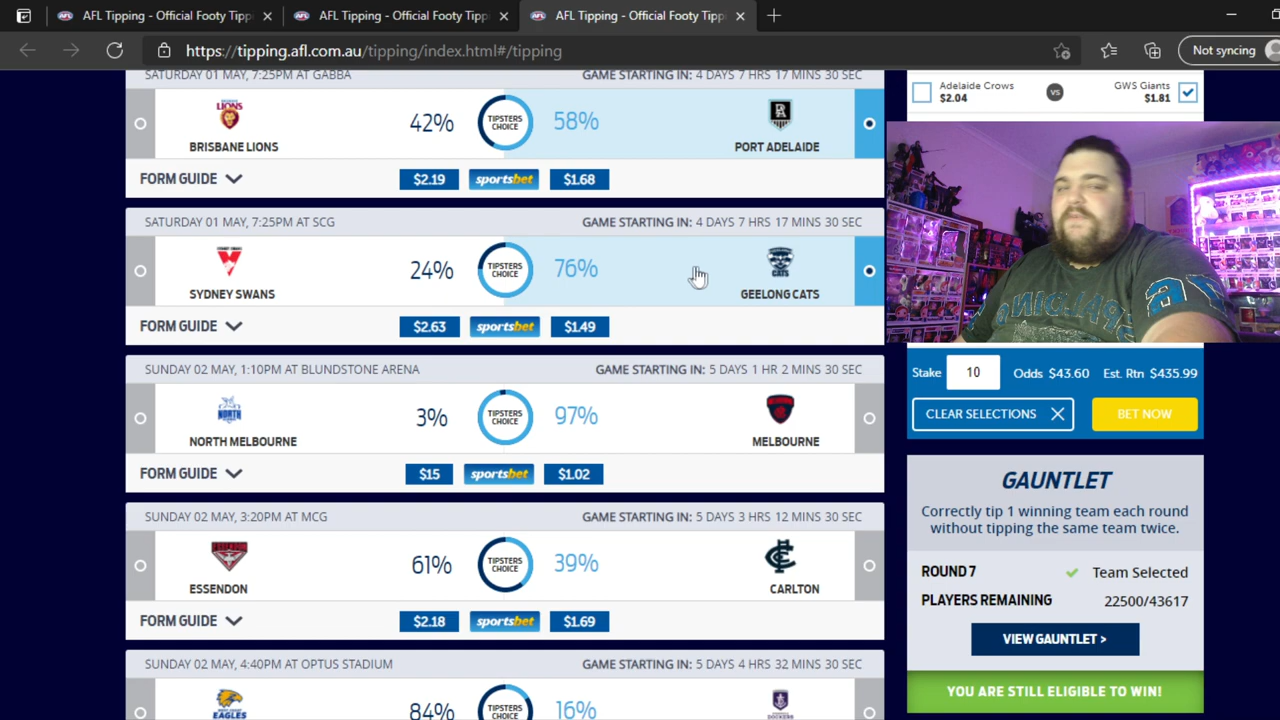 AFL Tipping - Official Footy Tipp
AFL Tipping - Official Footy Tipp
AFL Tipping - Official Footy Tipp
https://tipping.afl.com.au/tipping/index.html#/tipping
Not syncing
SATURDAY 01 MAY, 7:25PM AT GABBA
GAME STARTING IN: 4 DAYS 7 HRS 17 MINS 30 SEC
LIONS
42%
TIPSTERS CHOICE
58%
BRISBANE LIONS
PORT ADELAIDE
FORM GUIDE
$2.19
sportsbet
$1.68
SATURDAY 01 MAY, 7:25PM AT SCG
GAME STARTING IN: 4 DAYS 7 HRS 17 MINS 30 SEC
24%
TIPSTERS CHOICE
76%
SYDNEY SWANS
GEELONG CATS
FORM GUIDE
$2.63
sportsbet
$1.49
SUNDAY 02 MAY, 1:10PM AT BLUNDSTONE ARENA
GAME STARTING IN: 5 DAYS 1 HR 2 MINS 30 SEC
NORTH
3%
TIPSTERS CHOICE
97%
NORTH MELBOURNE
MELBOURNE
FORM GUIDE
$15
sportsbet
$1.02
SUNDAY 02 MAY, 3:20PM AT MCG
GAME STARTING IN: 5 DAYS 3 HRS 12 MINS 30 SEC
61%
TIPSTERS CHOICE
39%
ESSENDON
CARLTON
FORM GUIDE
$2.18
sportsbet
$1.69
SUNDAY 02 MAY, 4:40PM AT OPTUS STADIUM
GAME STARTING IN: 5 DAYS 4 HRS 32 MINS 30 SEC
EAGLES
84%
TIPSTERS
16%
Adelaide Crows
$2.04
VS
GWS Giants
$1.81
Stake
10
Odds $43.60
Est. Rtn $435.99
CLEAR SELECTIONS
BET NOW
GAUNTLET
Correctly tip 1 winning team each round
without tipping the same team twice.
ROUND 7
Team Selected
PLAYERS REMAINING
22500/43617
VIEW GAUNTLET >
YOU ARE STILL ELIGIBLE TO WIN!